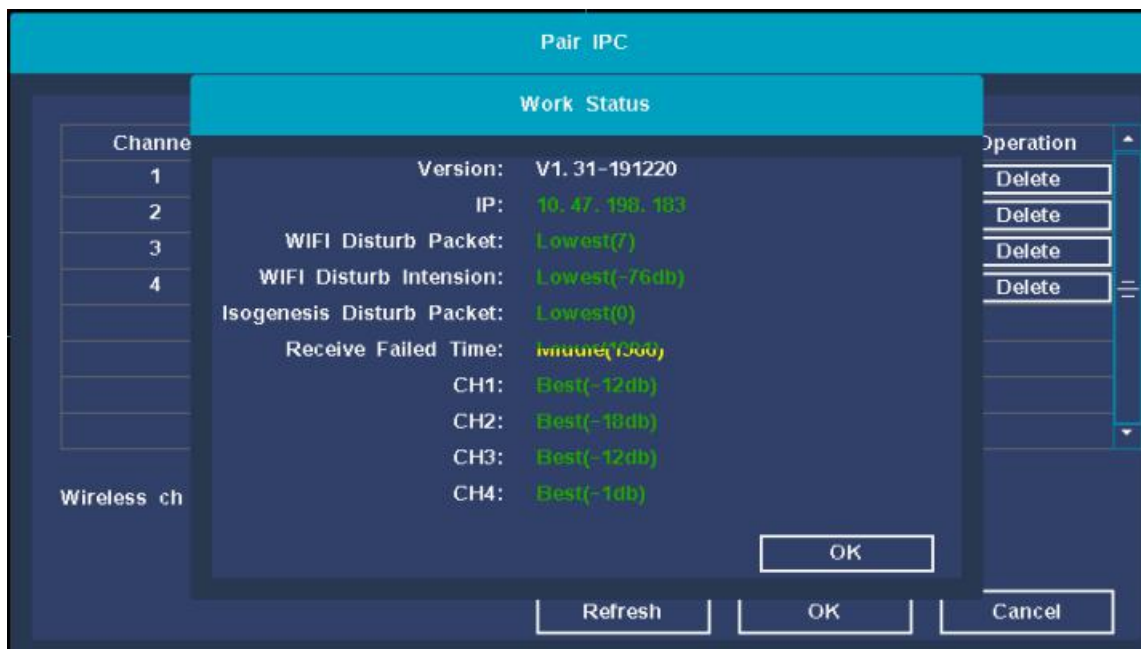 Pair IPC
Work Status
Channe
Operation
Version: V1.31-191220
1
Delete
IP: 10.47.198.183
2
Delete
WIFI Disturb Packet: Lowest(7)
3
Delete
WIFI Disturb Intension: Lowest(-76db)
4
Delete
Isogenesis Disturb Packet: Lowest(0)
Receive Failed Time:
CH1: Best(-12db)
CH2: Best(-18db)
CH3: Best(-12db)
CH4: Best(-1db)
Wireless ch
OK
Refresh
OK
Cancel